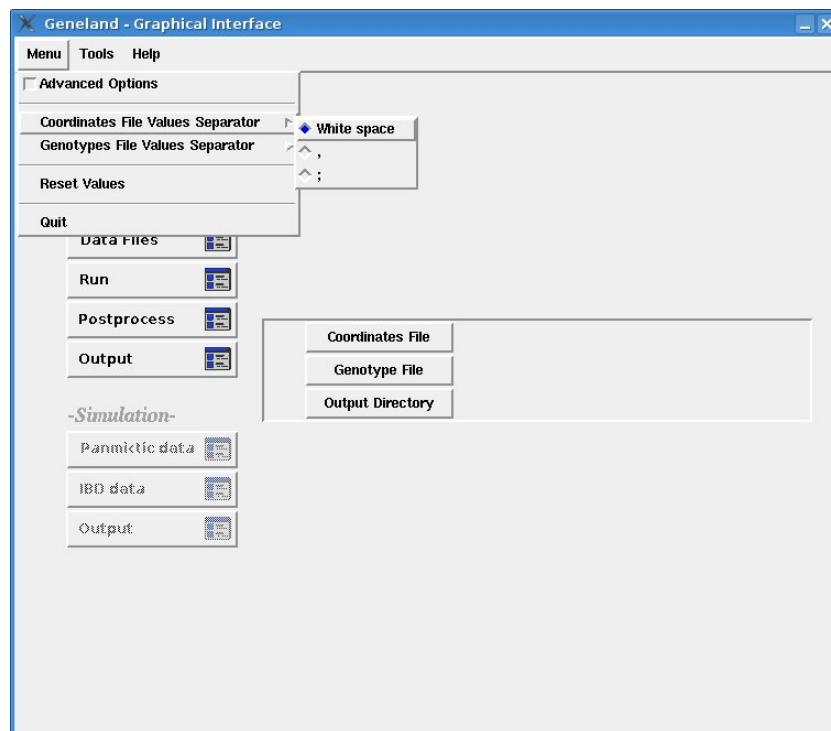 Geneland - Graphical Interface
Menu Tools Help
Advanced Options
Coordinates File Values Separator
White space
Genotypes File Values Separator
,
;
Reset Values
Quit
Data Files
Run
Postprocess
Output
Coordinates File
Genotype File
Output Directory
-Simulation-
Panmictic data
IBD data
Output